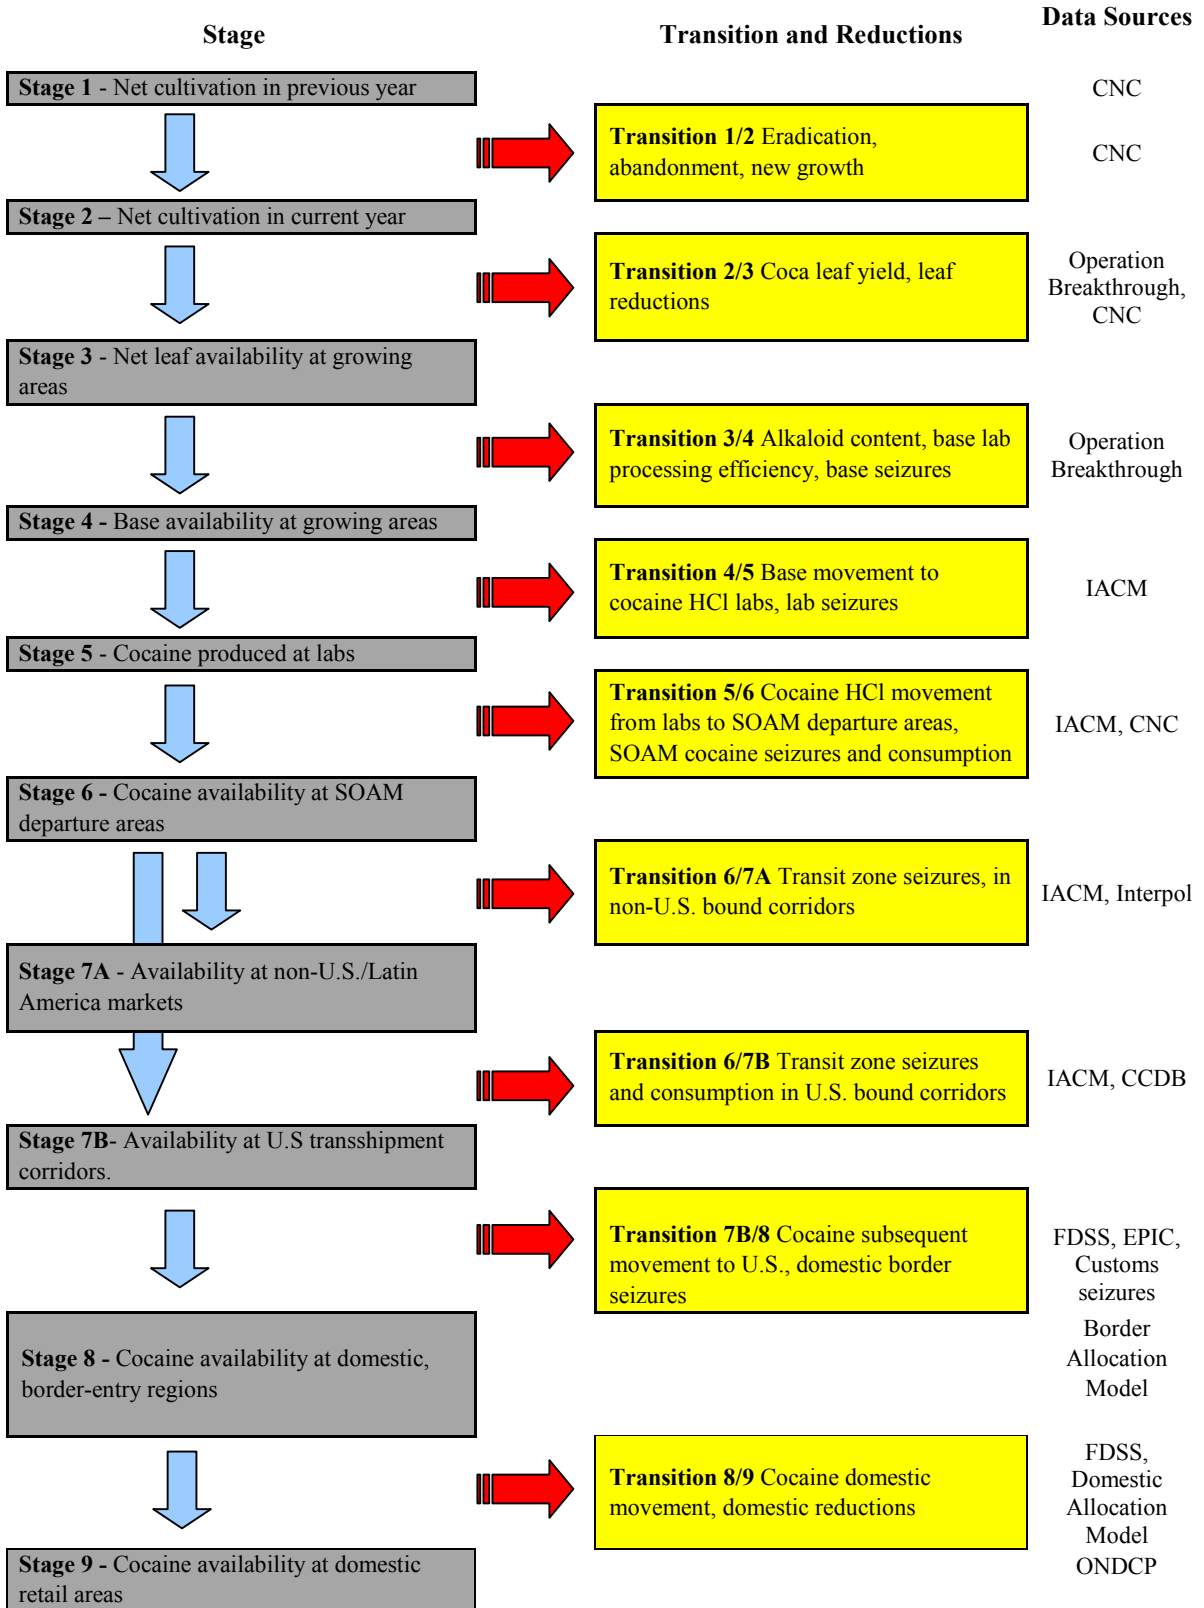 Stage
Transition and Reductions
Data Sources
Stage 1 - Net cultivation in previous year
CNC
Transition 1/2 Eradication,
abandonment, new growth
CNC
Stage 2 – Net cultivation in current year
Transition 2/3 Coca leaf yield, leaf
reductions
Operation
Breakthrough,
CNC
Stage 3 - Net leaf availability at growing
areas
Transition 3/4 Alkaloid content, base lab
processing efficiency, base seizures
Operation
Breakthrough
Stage 4 - Base availability at growing areas
Transition 4/5 Base movement to
cocaine HCl labs, lab seizures
IACM
Stage 5 - Cocaine produced at labs
Transition 5/6 Cocaine HCl movement
from labs to SOAM departure areas,
SOAM cocaine seizures and consumption
IACM, CNC
Stage 6 - Cocaine availability at SOAM
departure areas
Transition 6/7A Transit zone seizures, in
non-U.S. bound corridors
IACM, Interpol
Stage 7A - Availability at non-U.S./Latin
America markets
Transition 6/7B Transit zone seizures
and consumption in U.S. bound corridors
IACM, CCDB
Stage 7B- Availability at U.S transshipment
corridors.
Transition 7B/8 Cocaine subsequent
movement to U.S., domestic border
seizures
FDSS, EPIC,
Customs
seizures
Border
Allocation
Model
Stage 8 - Cocaine availability at domestic,
border-entry regions
Transition 8/9 Cocaine domestic
movement, domestic reductions
FDSS,
Domestic
Allocation
Model
ONDCP
Stage 9 - Cocaine availability at domestic
retail areas